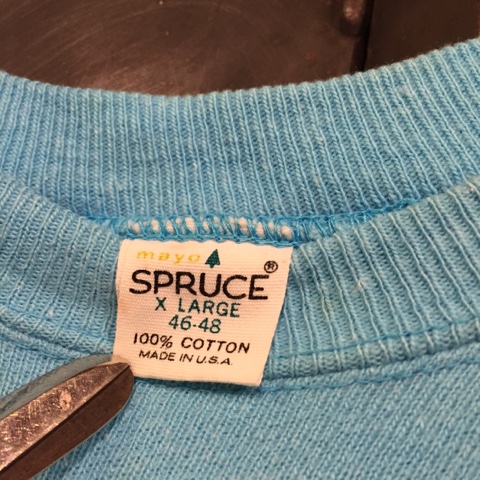 mayo
SPRUCE®
X LARGE
46-48
100% COTTON
MADE IN U.S.A.